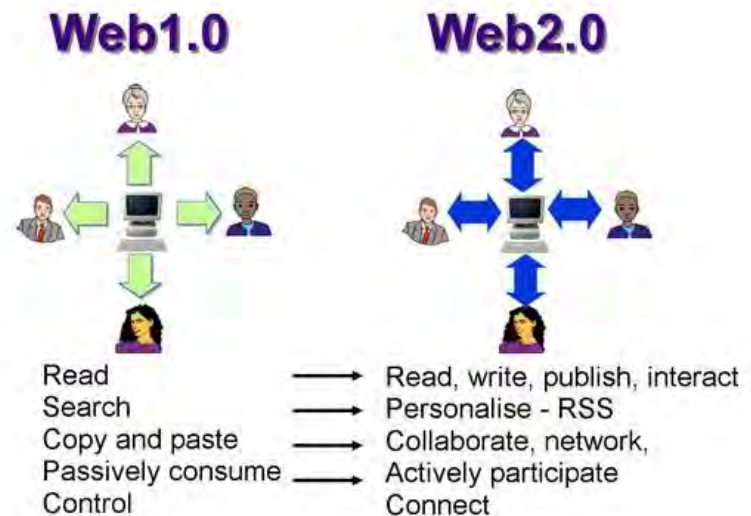 Web1.0
Web2.0
Read
Read, write, publish, interact
Search
Personalise - RSS
Copy and paste
Collaborate, network,
Passively consume
Actively participate
Control
Connect